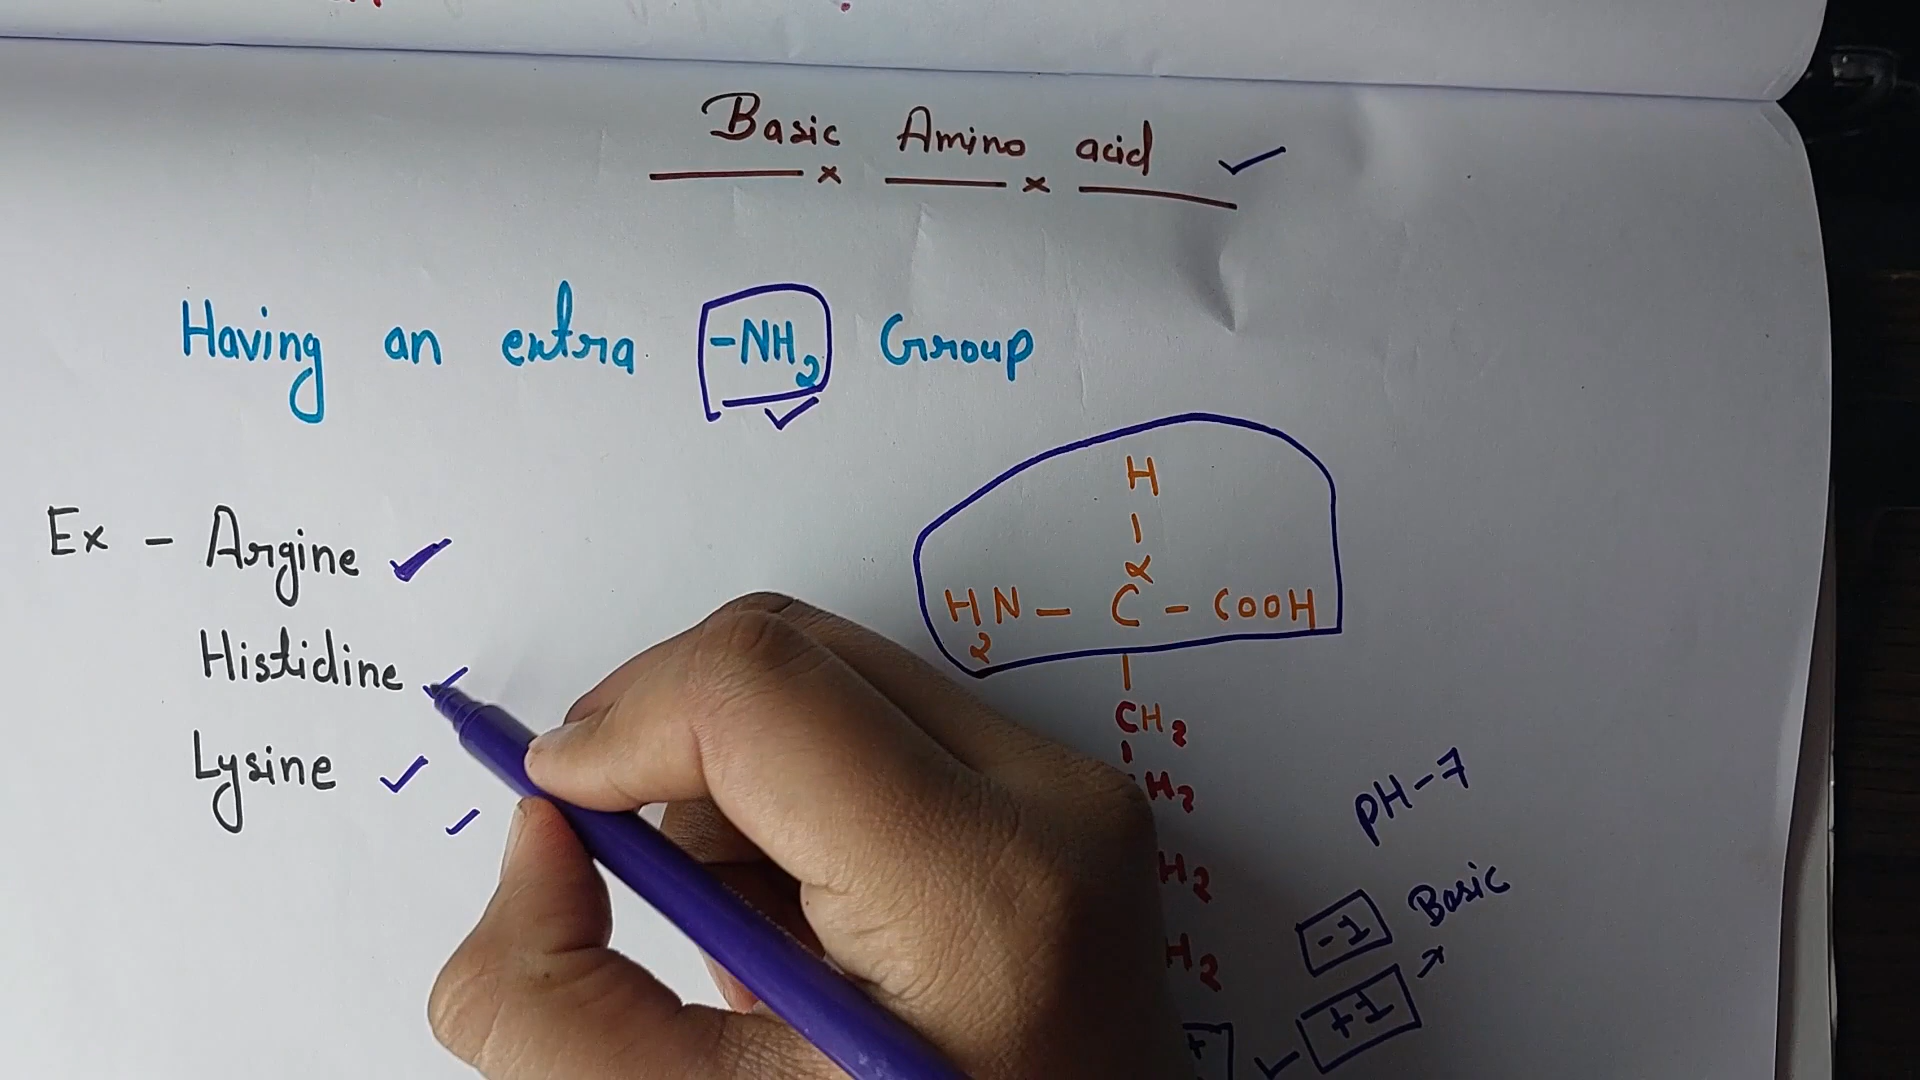 Basic Amino acid
Having an extra -NH2 Group
Ex - Argine
Histidine
Lysine
H
α
H2N - C - COOH
CH2
H2
H2
H2
pH-7
-1 Basic
+1
+